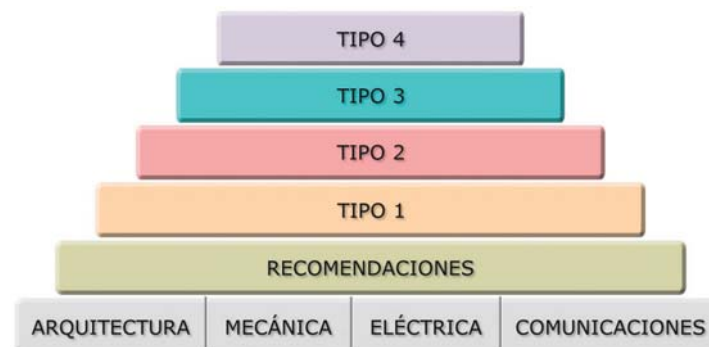 TIPO 4
TIPO 3
TIPO 2
TIPO 1
RECOMENDACIONES
ARQUITECTURA MECÁNICA ELÉCTRICA COMUNICACIONES